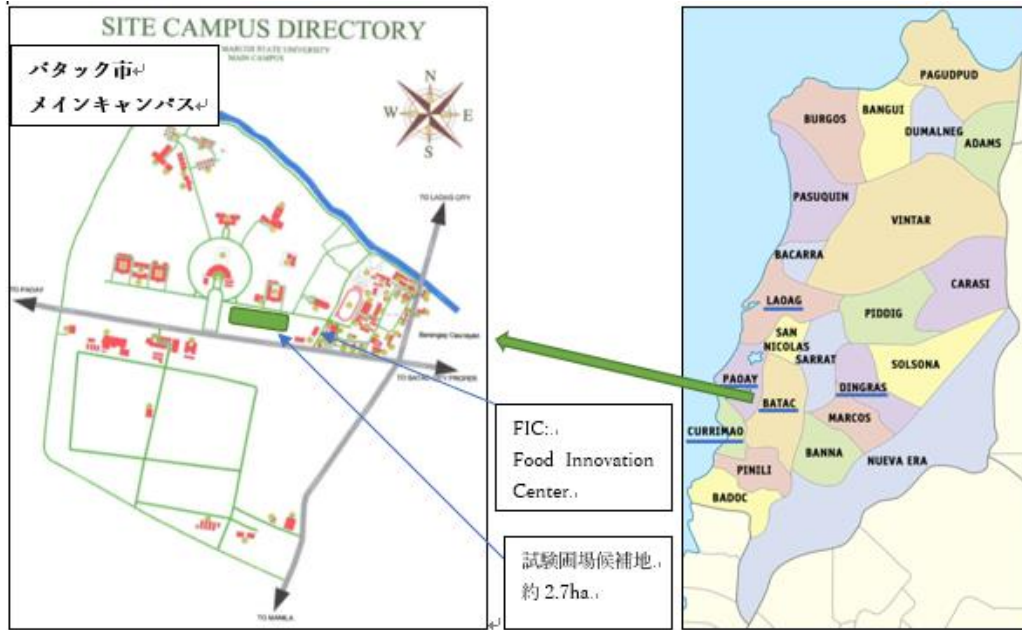 SITE CAMPUS DIRECTORY
MARCOS STATE UNIVERSITY
MAIN CAMPUS
バタック市
メインキャンパス
N
W
E
S
TO LAOAG CITY
TO PAOAY
TO BATAC CITY PROPER
TO MANILA
FIC:
Food Innovation
Center
試験圃場候補地
約2.7ha
PAGUDPUD
BURGOS
BANGUI
DUMALNEG
ADAMS
PASUQUIN
VINTAR
BACARRA
CARASI
LAOAG
PIDDIG
SAN
NICOLAS
SARRAT
SOLSONA
PAOAY
DINGRAS
BATAC
MARCOS
CURRIMAO
BANNA
NUEVA ERA
PINILI
BADOC